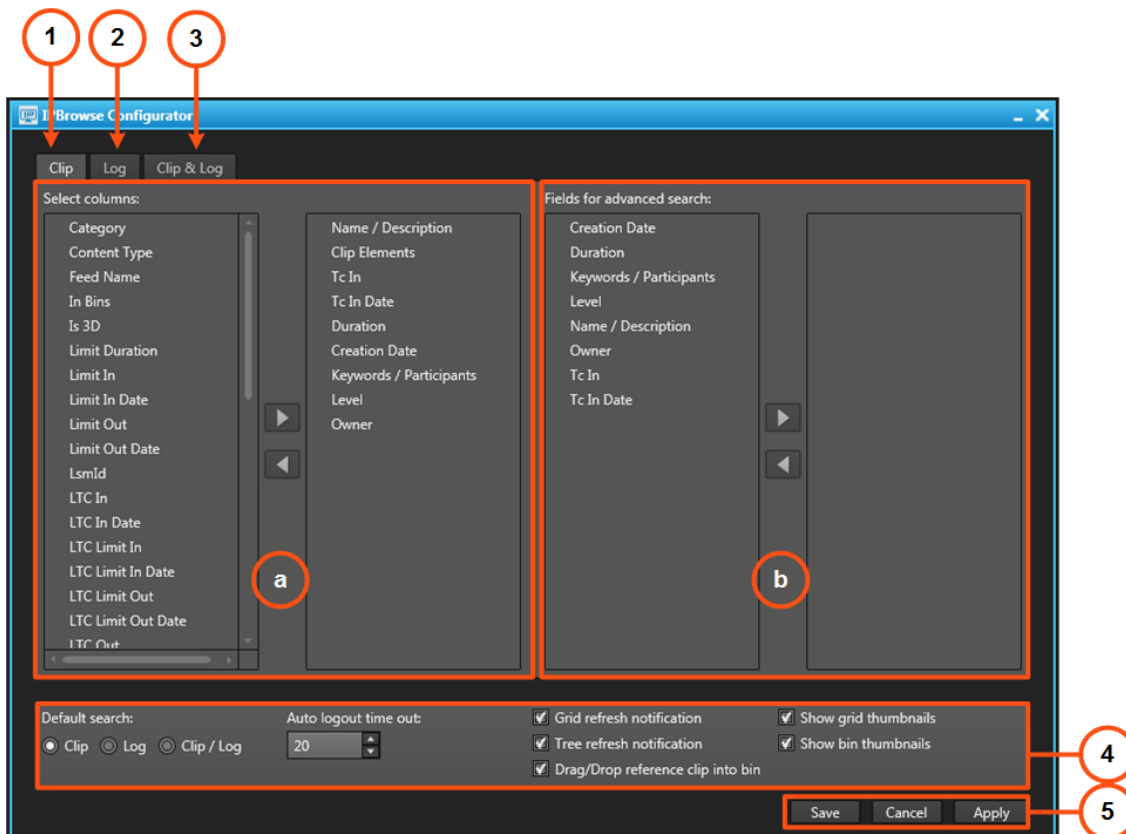 1
2
3
IPBrowse Configurator
Clip
Log
Clip & Log
Select columns:
Category
Content Type
Feed Name
In Bins
Is 3D
Limit Duration
Limit In
Limit In Date
Limit Out
Limit Out Date
LsmId
LTC In
LTC In Date
LTC Limit In
LTC Limit In Date
LTC Limit Out
LTC Limit Out Date
LTC Out
a
Name / Description
Clip Elements
Tc In
Tc In Date
Duration
Creation Date
Keywords / Participants
Level
Owner
Fields for advanced search:
Creation Date
Duration
Keywords / Participants
Level
Name / Description
Owner
Tc In
Tc In Date
b
Default search:
Clip
Log
Clip / Log
Auto logout time out:
20
Grid refresh notification
Tree refresh notification
Drag/Drop reference clip into bin
Show grid thumbnails
Show bin thumbnails
4
Save
Cancel
Apply
5